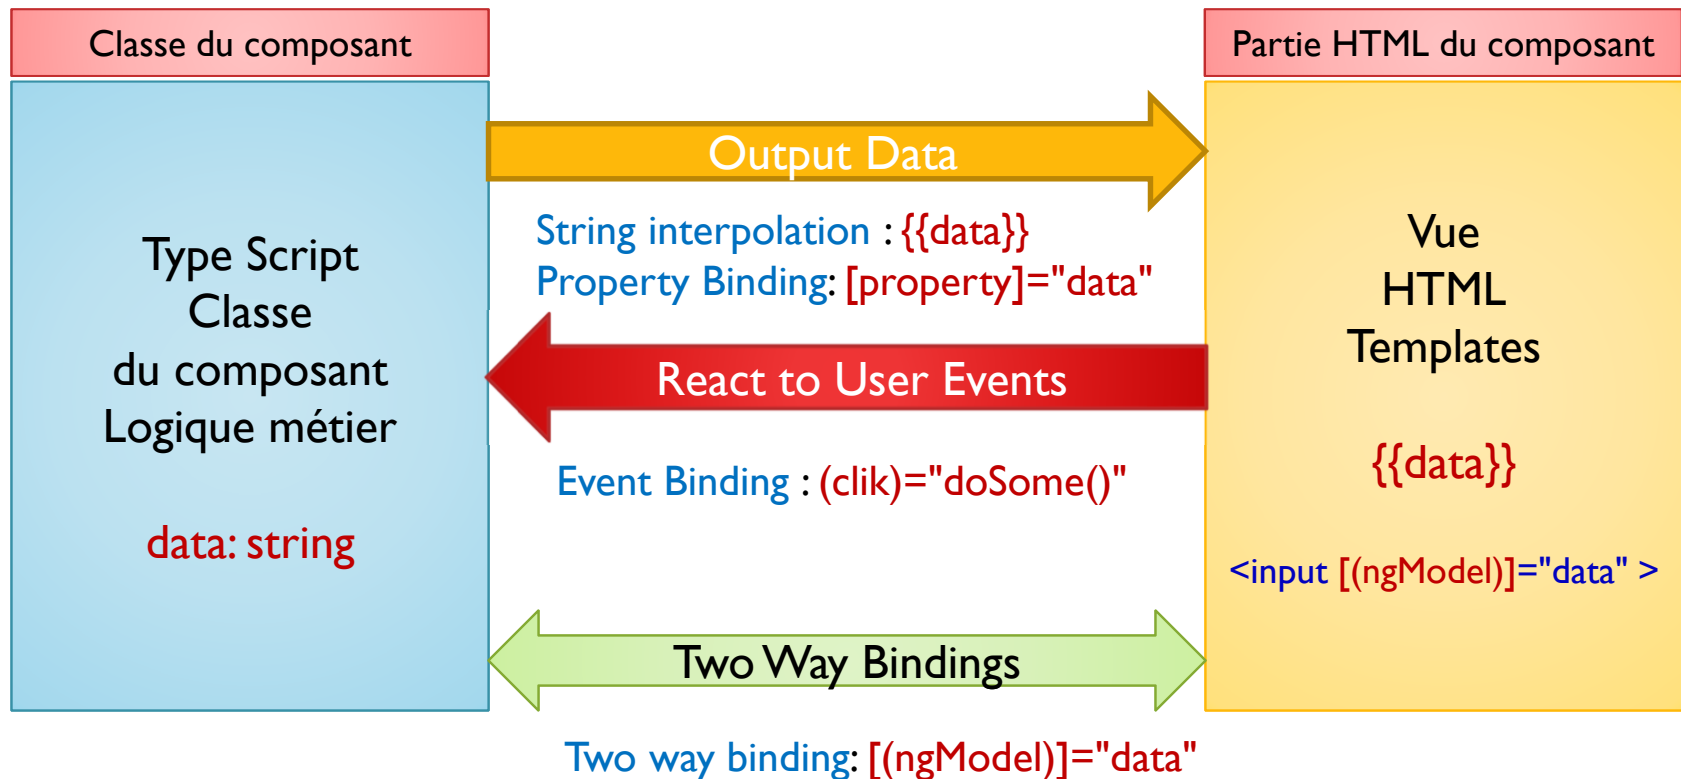 Classe du composant
Type Script
Classe
du composant
Logique métier
data: string
Output Data
String interpolation : {{data}}
Property Binding: [property]="data"
React to User Events
Event Binding : (clik)="doSome()"
Two Way Bindings
Two way binding: [(ngModel)]="data"
Partie HTML du composant
Vue
HTML
Templates
{{data}}
<input [(ngModel)]="data" >